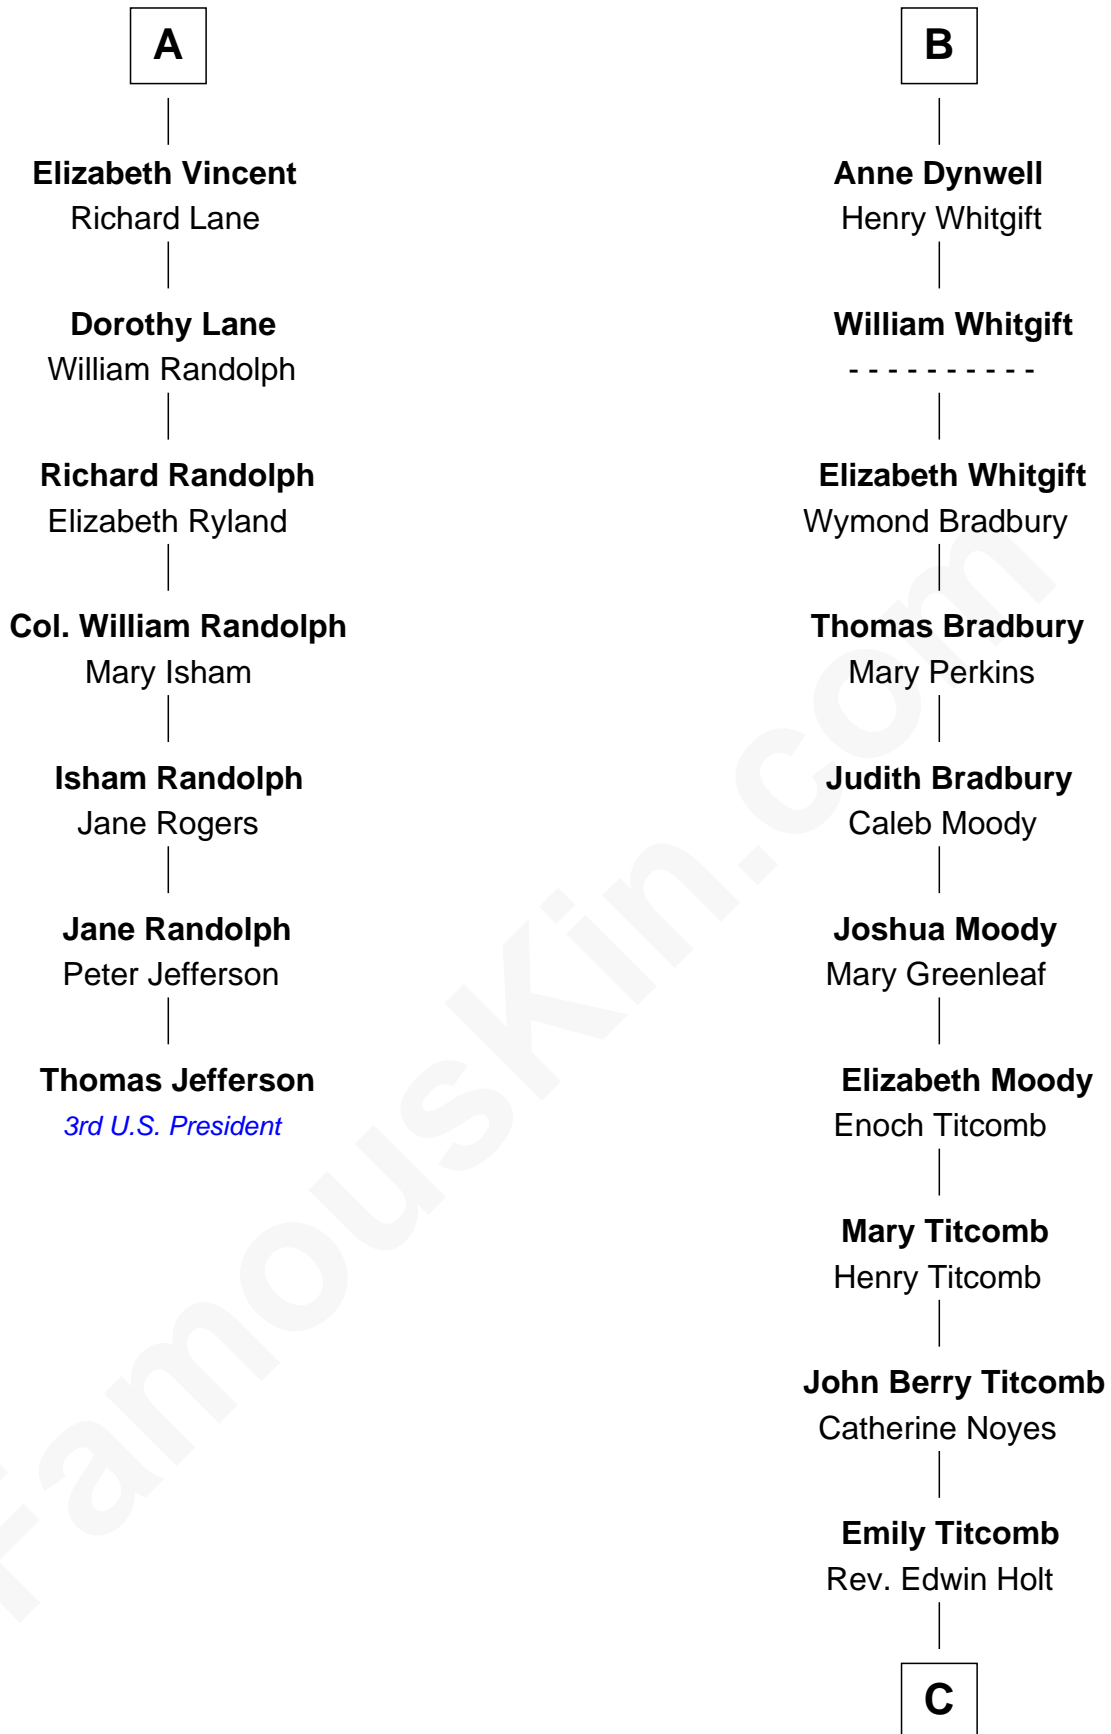 A
Elizabeth Vincent
Richard Lane
Dorothy Lane
William Randolph
Richard Randolph
Elizabeth Ryland
Col. William Randolph
Mary Isham
Isham Randolph
Jane Rogers
Jane Randolph
Peter Jefferson
Thomas Jefferson
3rd U.S. President
B
Anne Dynwell
Henry Whitgift
William Whitgift
- - - - - - - - - -
Elizabeth Whitgift
Wymond Bradbury
Thomas Bradbury
Mary Perkins
Judith Bradbury
Caleb Moody
Joshua Moody
Mary Greenleaf
Elizabeth Moody
Enoch Titcomb
Mary Titcomb
Henry Titcomb
John Berry Titcomb
Catherine Noyes
Emily Titcomb
Rev. Edwin Holt
C
FamousKin.com